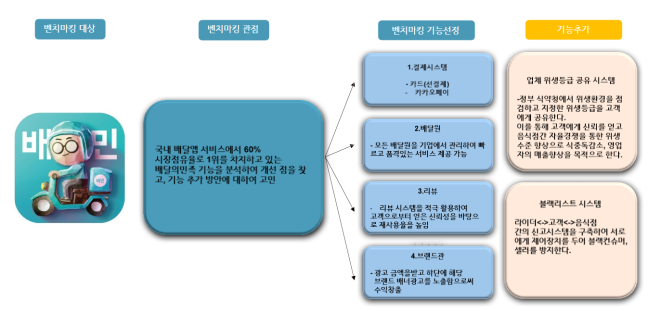 벤치마킹 대상
벤치마킹 관점
벤치마킹 기능선정
기능추가
배민
국내 배달앱 서비스에서 60%
시장점유율로 1위를 차지하고 있는
배달의민족 기능을 분석하여 개선 점을 찾
고, 기능 추가 방안에 대하여 고민
1.결제시스템
- 카드(선결제)
- 카카오페이
2.배달원
- 모든 배달원을 기업에서 관리하여 빠
르고 품격있는 서비스 제공 가능
3.리뷰
- 리뷰 시스템을 적극 활용하여
고객으로부터 얻은 신뢰성을 바탕으
로 재사용율을 높임
4.브랜드관
- 광고 금액을받고 하단에 해당
브랜드 배너광고를 노출함으로써
수익창출
업체 위생등급 공유 시스템
-정부 식약청에서 위생환경을 점
검하고 지정한 위생등급을 고객
에게 공유한다.
이를 통해 고객에게 신뢰를 얻고
음식점간 자율경쟁을 통한 위생
수준 향상으로 식중독감소, 영업
자의 매출향상을 목적으로 한다.
블랙리스트 시스템
라이더<->고객<->음식점
간의 신고시스템을 구축하여 서로
에게 제어장치를 두어 블랙컨슈머,
셀러를 방지한다.